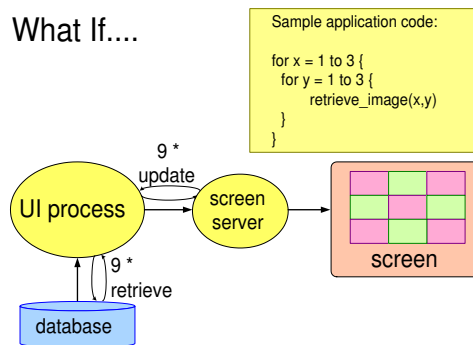 What If....
Sample application code:
for x = 1 to 3 {
for y = 1 to 3 {
retrieve_image(x,y)
}
}
9 *
update
UI process
screen
server
screen
9 *
retrieve
database